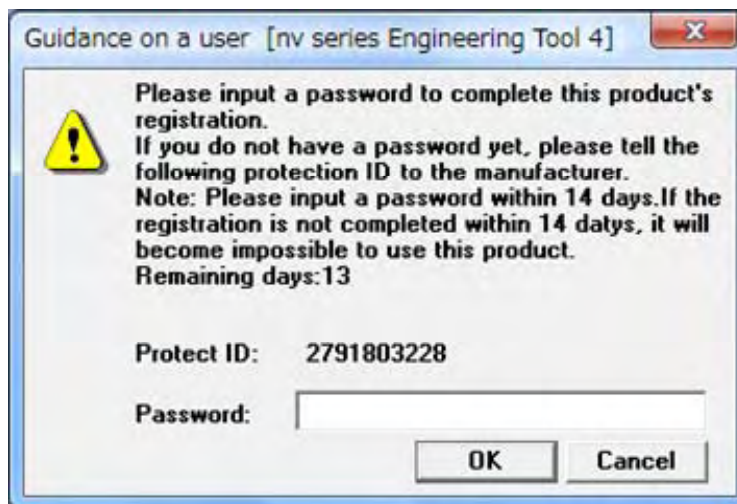 Guidance on a user [nv series Engineering Tool 4]
Please input a password to complete this product's
registration.
If you do not have a password yet, please tell the
following protection ID to the manufacturer.
Note: Please input a password within 14 days.If the
registration is not completed within 14 datys, it will
become impossible to use this product.
Remaining days:13
Protect ID: 2791803228
Password:
OK Cancel